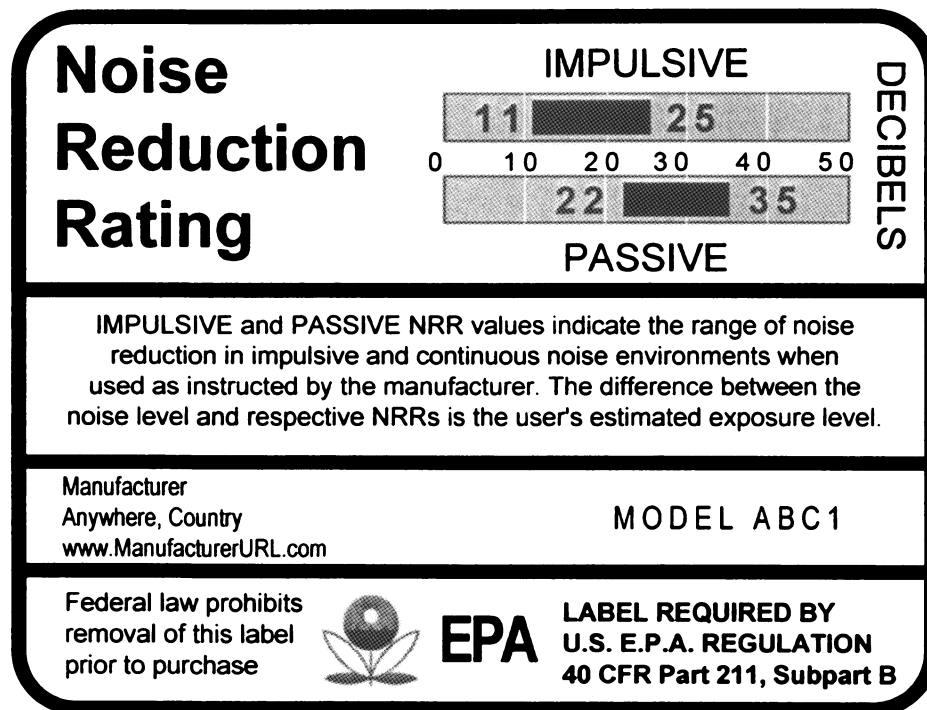 Noise
Reduction
Rating
IMPULSIVE
11 25
0 10 20 30 40 50
22 35
PASSIVE
DECIBELS
IMPULSIVE and PASSIVE NRR values indicate the range of noise
reduction in impulsive and continuous noise environments when
used as instructed by the manufacturer. The difference between the
noise level and respective NRRs is the user's estimated exposure level.
Manufacturer
Anywhere, Country
www.ManufacturerURL.com
MODEL ABC1
Federal law prohibits
removal of this label
prior to purchase
EPA
LABEL REQUIRED BY
U.S. E.P.A. REGULATION
40 CFR Part 211, Subpart B